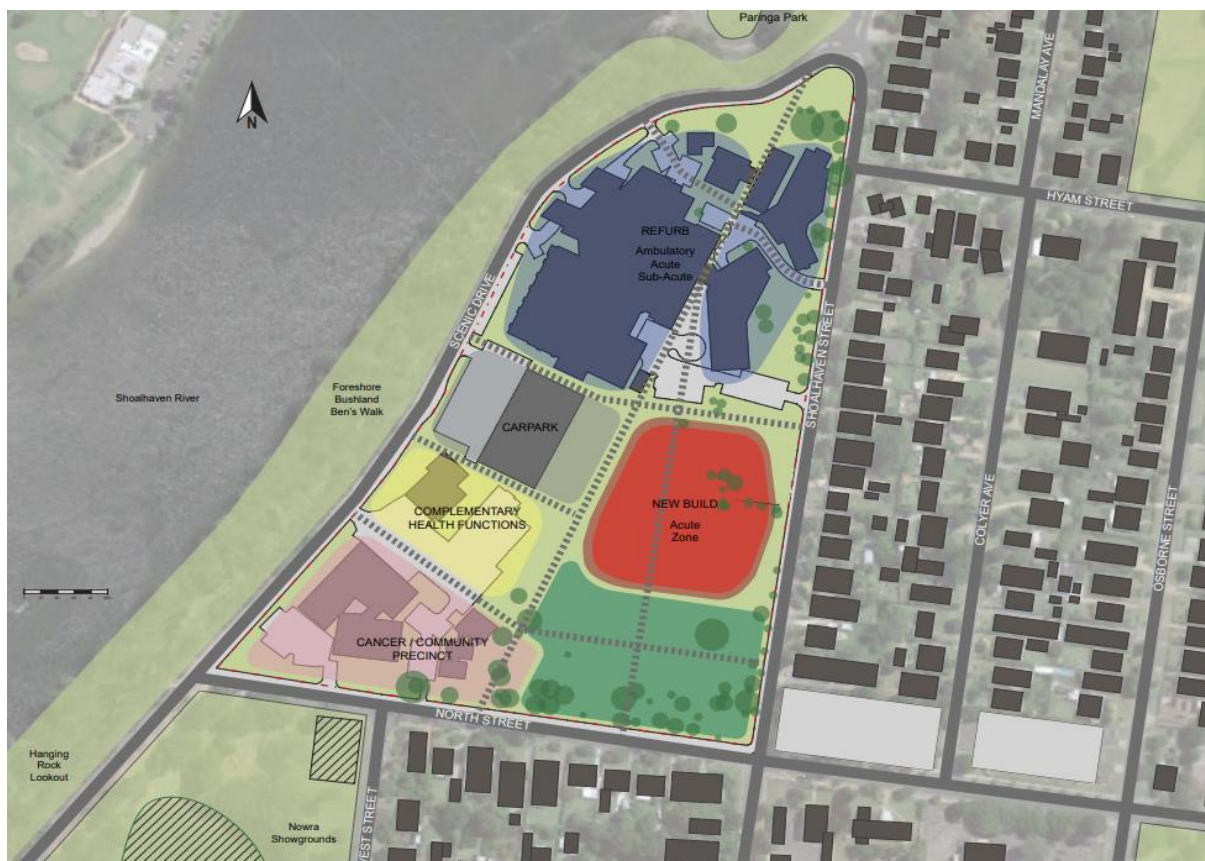 Paringa Park
MANDALAY AVE
HYAM STREET
REFURB
Ambulatory
Acute
Sub-Acute
N
SCENIC DRIVE
SHOALHAVEN STREET
Shoalhaven River
Foreshore
Bushland
Ben's Walk
CARPARK
NEW BUILD
Acute
Zone
COMPLEMENTARY
HEALTH FUNCTIONS
COLYER AVE
OSBORNE STREET
CANCER / COMMUNITY
PRECINCT
NORTH STREET
Hanging
Rock
Lookout
Nowra
Showgrounds
WEST STREET